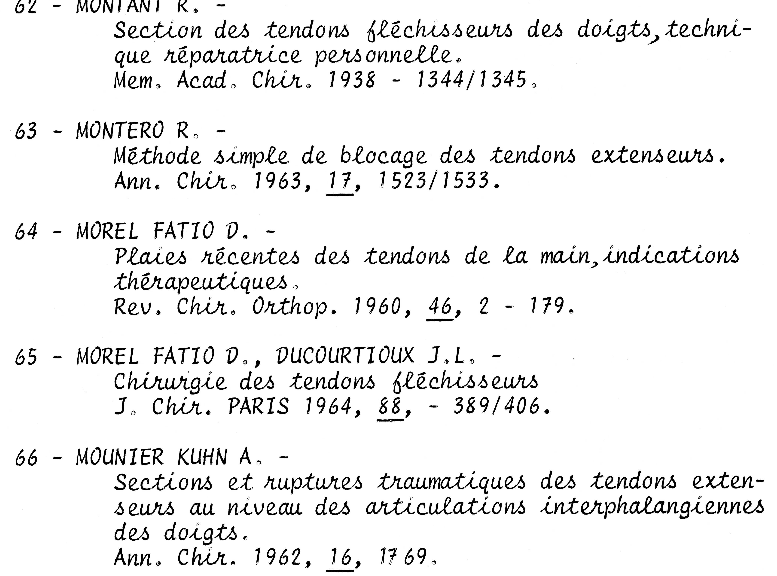 62 - MONTANT R. -
Section des tendons fléchisseurs des doigts, techni-
que réparatrice personnelle.
Mem. Acad. Chir. 1938 - 1344/1345.
63 - MONTERO R. -
Méthode simple de blocage des tendons extenseurs.
Ann. Chir. 1963, 17, 1523/1533.
64 - MOREL FATIO D. -
Plaies récentes des tendons de la main, indications
thérapeutiques.
Rev. Chir. Orthop. 1960, 46, 2 - 179.
65 - MOREL FATIO D., DUCOURTIOUX J.L. -
Chirurgie des tendons fléchisseurs
J. Chir. PARIS 1964, 88, - 389/406.
66 - MOUNIER KUHN A. -
Sections et ruptures traumatiques des tendons exten-
seurs au niveau des articulations interphalangiennes
des doigts.
Ann. Chir. 1962, 16, 1769.